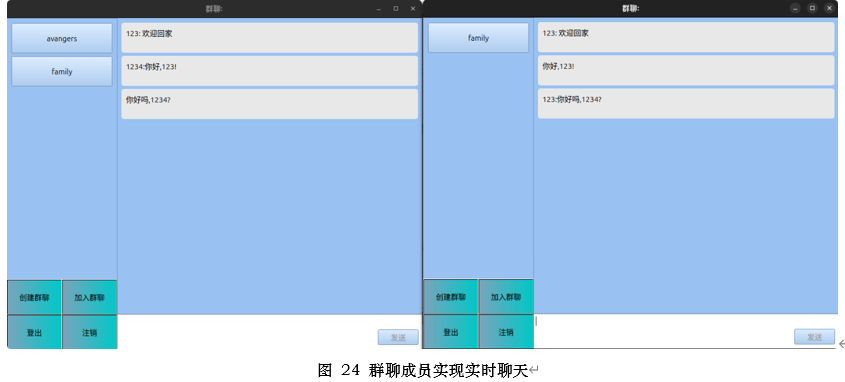 群聊:
avangers
family
123: 欢迎回家
1234:你好,123!
你好吗,1234?
创建群聊
加入群聊
登出
注销
发送
群聊:
family
123: 欢迎回家
你好,123!
123:你好吗,1234?
创建群聊
加入群聊
登出
注销
发送
图 24 群聊成员实现实时聊天